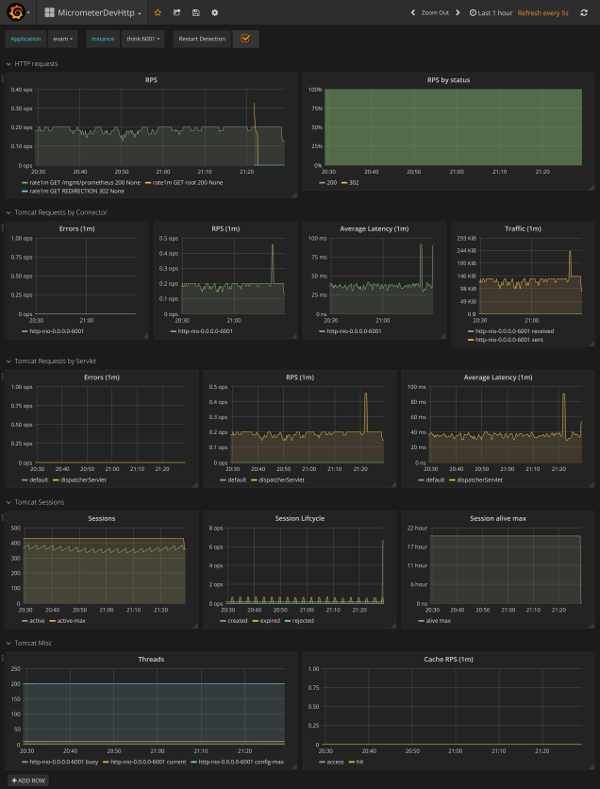 MicrometerDevHttp
Zoom Out
Last 1 hour Refresh every 5s
Application evam Instance think:6001 Restart Detection
HTTP requests
RPS
0.40 ops
0.30 ops
0.20 ops
0.10 ops
0 ops
20:30 20:40 20:50 21:00 21:10 21:20
rate1m GET /mgmt/prometheus 200 None rate1m GET root 200 None
rate1m GET REDIRECTION 302 None
RPS by status
100%
75%
50%
25%
0%
20:30 20:40 20:50 21:00 21:10 21:20
200 302
Tomcat Requests by Connector
Errors (1m)
1.00 ops
0.75 ops
0.50 ops
0.25 ops
0 ops
20:30 21:00
http-nio-0.0.0.0-6001
RPS (1m)
0.5 ops
0.4 ops
0.3 ops
0.2 ops
0.1 ops
0 ops
20:30 21:00
http-nio-0.0.0.0-6001
Average Latency (1m)
100 ms
75 ms
50 ms
25 ms
0 ms
20:30 21:00
http-nio-0.0.0.0-6001
Traffic (1m)
293 KiB
244 KiB
195 KiB
146 KiB
98 KiB
49 KiB
0 B
20:30 21:00
http-nio-0.0.0.0-6001 received
http-nio-0.0.0.0-6001 sent
Tomcat Requests by Servlet
Errors (1m)
1.00 ops
0.75 ops
0.50 ops
0.25 ops
0 ops
20:30 20:40 20:50 21:00 21:10 21:20
default dispatcherServlet
RPS (1m)
0.5 ops
0.4 ops
0.3 ops
0.2 ops
0.1 ops
0 ops
20:30 20:40 20:50 21:00 21:10 21:20
default dispatcherServlet
Average Latency (1m)
100 ms
80 ms
60 ms
40 ms
20 ms
0 ms
20:30 20:40 20:50 21:00 21:10 21:20
default dispatcherServlet
Tomcat Sessions
Sessions
500
400
300
200
100
0
20:30 20:40 20:50 21:00 21:10 21:20
active active-max
Session Lifcycle
8 ops
6 ops
4 ops
2 ops
0 ops
20:30 20:40 20:50 21:00 21:10 21:20
created expired rejected
Session alive max
22 hour
17 hour
11 hour
6 hour
0 ns
20:30 20:40 20:50 21:00 21:10 21:20
alive max
Tomcat Misc
Threads
250
200
150
100
50
0
20:30 20:40 20:50 21:00 21:10 21:20
http-nio-0.0.0.0-6001 busy http-nio-0.0.0.0-6001 current http-nio-0.0.0.0-6001 config-max
Cache RPS (1m)
1.00
0.75
0.50
0.25
0
20:30 20:40 20:50 21:00 21:10 21:20
access hit
ADD ROW